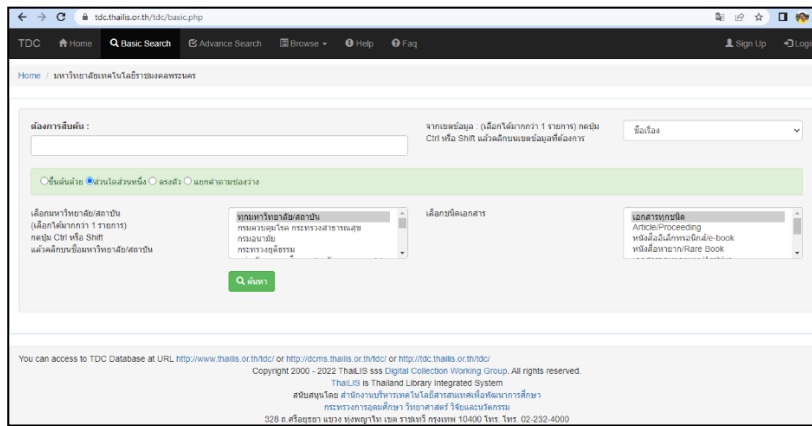 tdc.thailis.or.th/tdc/basic.php
TDC Home Basic Search Advance Search Browse Help Faq Sign Up Login
Home / มหาวิทยาลัยเทคโนโลยีราชมงคลพระนคร
ต้องการสืบค้น :
จากเขตข้อมูล : (เลือกได้มากกว่า 1 รายการ) กดปุ่ม
Ctrl หรือ Shift แล้วคลิกบนเขตข้อมูลที่ต้องการ
ชื่อเรื่อง
ขึ้นต้นด้วย ส่วนใดส่วนหนึ่ง ตรงตัว แยกคำตามช่องว่าง
เลือกมหาวิทยาลัย/สถาบัน
(เลือกได้มากกว่า 1 รายการ)
กดปุ่ม Ctrl หรือ Shift
แล้วคลิกบนชื่อมหาวิทยาลัย/สถาบัน
ทุกมหาวิทยาลัย/สถาบัน
กรมควบคุมโรค กระทรวงสาธารณสุข
กรมอนามัย
กระทรวงยุติธรรม
เลือกชนิดเอกสาร
เอกสารทุกชนิด
Article/Proceeding
หนังสืออิเล็กทรอนิกส์/e-book
หนังสือหายาก/Rare Book
ค้นหา
You can access to TDC Database at URL http://www.thailis.or.th/tdc/ or http://dcms.thailis.or.th/tdc/ or http://tdc.thailis.or.th/tdc/
Copyright 2000 - 2022 ThaiLIS sss Digital Collection Working Group. All rights reserved.
ThaiLIS is Thailand Library Integrated System
สนับสนุนโดย สำนักงานบริหารเทคโนโลยีสารสนเทศเพื่อพัฒนาการศึกษา
กระทรวงการอุดมศึกษา วิทยาศาสตร์ วิจัยและนวัตกรรม
328 ถ.ศรีอยุธยา แขวง ทุ่งพญาไท เขต ราชเทวี กรุงเทพ 10400 โทร. โทร. 02-232-4000